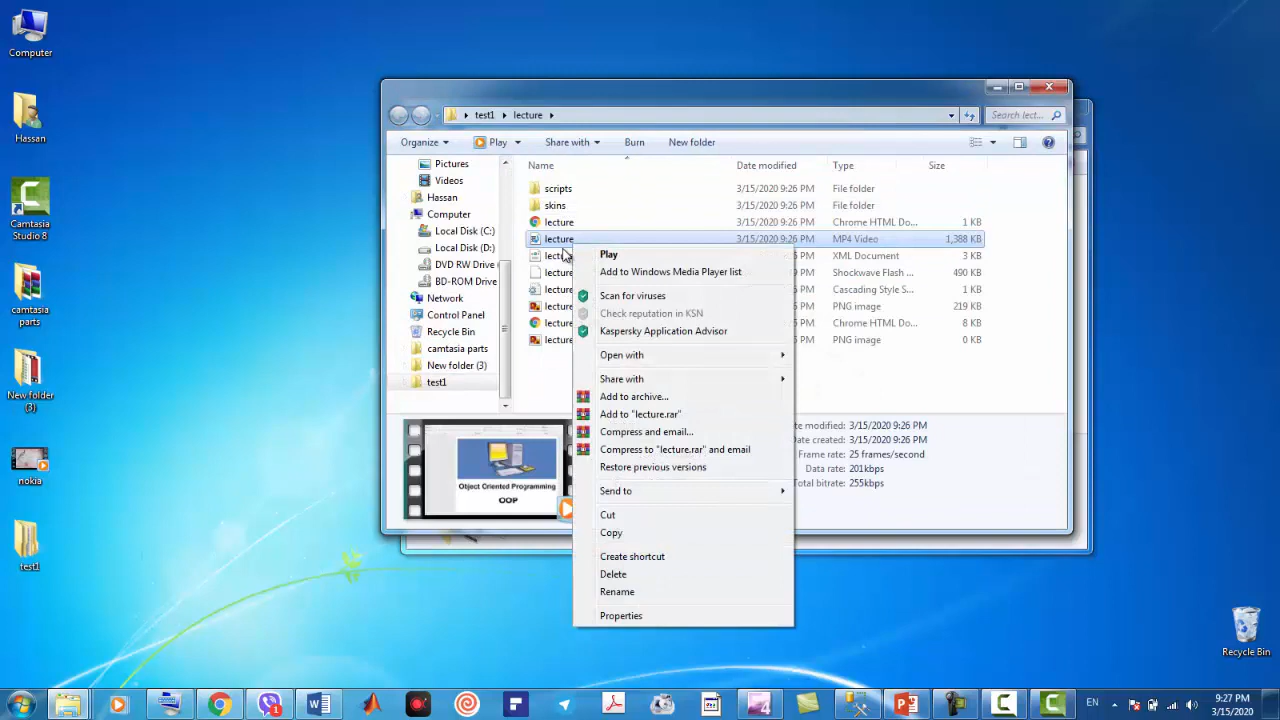 Computer
Hassan
Camtasia
Studio 8
camtasia
parts
New folder
(3)
nokia
test1
test1
lecture
Search lect...
Organize
Play
Share with
Burn
New folder
Name
Date modified
Type
Size
Pictures
Videos
Hassan
Computer
Local Disk (C:)
Local Disk (D:)
DVD RW Drive
BD-ROM Drive
Network
Control Panel
Recycle Bin
camtasia parts
New folder (3)
test1
scripts 3/15/2020 9:26 PM File folder
skins 3/15/2020 9:26 PM File folder
lecture 3/15/2020 9:26 PM Chrome HTML Do... 1 KB
lecture 3/15/2020 9:26 PM MP4 Video 1,388 KB
XML Document 3 KB
lecture Shockwave Flash ... 490 KB
lecture Cascading Style S...
lecture PNG image 219 KB
lecture Chrome HTML Do... 8 KB
lecture PNG image 0 KB
Play
Add to Windows Media Player list
Scan for viruses
Check reputation in KSN
Kaspersky Application Advisor
Open with
Share with
Add to archive...
Add to "lecture.rar"
Compress and email...
Compress to "lecture.rar" and email
Restore previous versions
Send to
Cut
Copy
Create shortcut
Delete
Rename
Properties
Object Oriented Programming
OOP
modified: 3/15/2020 9:26 PM
created: 3/15/2020 9:26 PM
Frame rate: 25 frames/second
Data rate: 201kbps
Total bitrate: 255kbps
Recycle Bin
EN
9:27 PM
3/15/2020